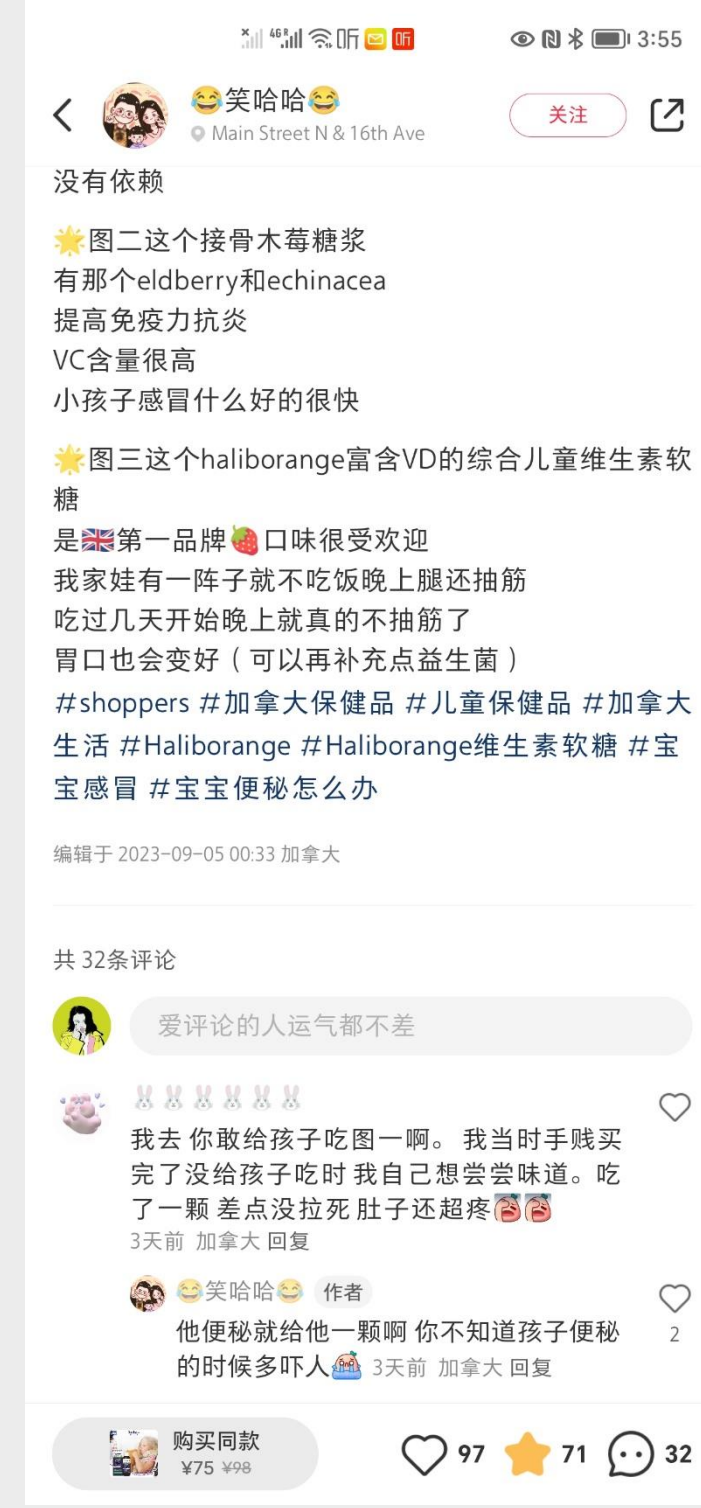 46R 听 听 3:55
😂笑哈哈😂
Main Street N & 16th Ave
关注
没有依赖
🌟图二这个接骨木莓糖浆
有那个eldberry和echinacea
提高免疫力抗炎
VC含量很高
小孩子感冒什么好的很快
🌟图三这个haliborange富含VD的综合儿童维生素软
糖
是🇬🇧第一品牌🍓口味很受欢迎
我家娃有一阵子就不吃饭晚上腿还抽筋
吃过几天开始晚上就真的不抽筋了
胃口也会变好（可以再补充点益生菌）
#shoppers #加拿大保健品 #儿童保健品 #加拿大
生活 #Haliborange #Haliborange维生素软糖 #宝
宝感冒 #宝宝便秘怎么办
编辑于 2023-09-05 00:33 加拿大
共 32条评论
爱评论的人运气都不差
🐰🐰🐰🐰🐰🐰
我去 你敢给孩子吃图一啊。 我当时手贱买
完了没给孩子吃时 我自己想尝尝味道。吃
了一颗 差点没拉死 肚子还超疼
3天前 加拿大 回复
😂笑哈哈😂 作者
他便秘就给他一颗啊 你不知道孩子便秘
的时候多吓人 3天前 加拿大 回复
2
购买同款
¥75 ¥98
97 71 32